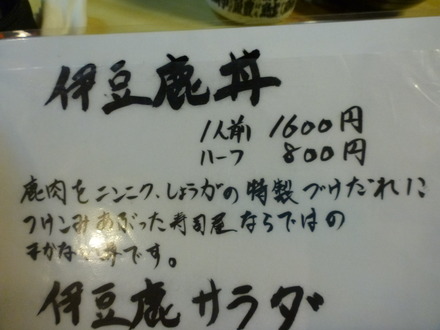 伊豆鹿丼
1人前 1600円
ハーフ 800円
鹿肉をニンニク、しょうがの特製づけだれに
つけこみあぶった寿司屋ならではの
です。
伊豆鹿サラダ